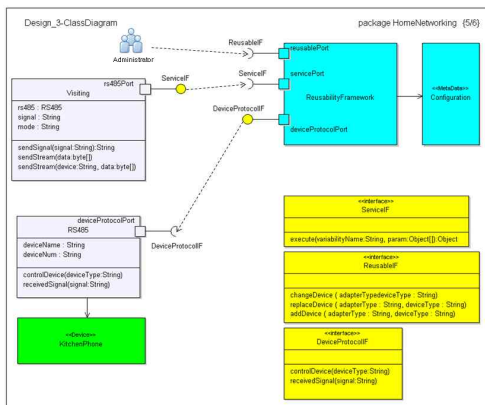 Design_3-ClassDiagram
package HomeNetworking {5/6}
Administrator
ReusableIF
reusablePort
rs485Port
Visiting
rs485 : RS485
signal : String
mode : String
sendSignal(signal:String):String
sendStream(data:byte[])
sendStream(device:String, data:byte[])
ServiceIF
ServiceIF
servicePort
ReusabilityFramework
DeviceProtocolIF
deviceProtocolPort
<<MetaData>>
Configuration
deviceProtocolPort
RS485
deviceName : String
deviceNum : String
controlDevice(deviceType:String)
receivedSignal(signal:String)
DeviceProtocolIF
<<Device>>
KitchenPhone
<<interface>>
ServiceIF
execute(variabilityName:String, param:Object[]):Object
<<interface>>
ReusableIF
changeDevice ( adapterTypedeviceType : String)
replaceDevice ( adapterType : String, deviceType : String)
addDevice ( adapterType : String, deviceType : String)
<<interface>>
DeviceProtocolIF
controlDevice(deviceType:String)
receivedSignal(signal:String)